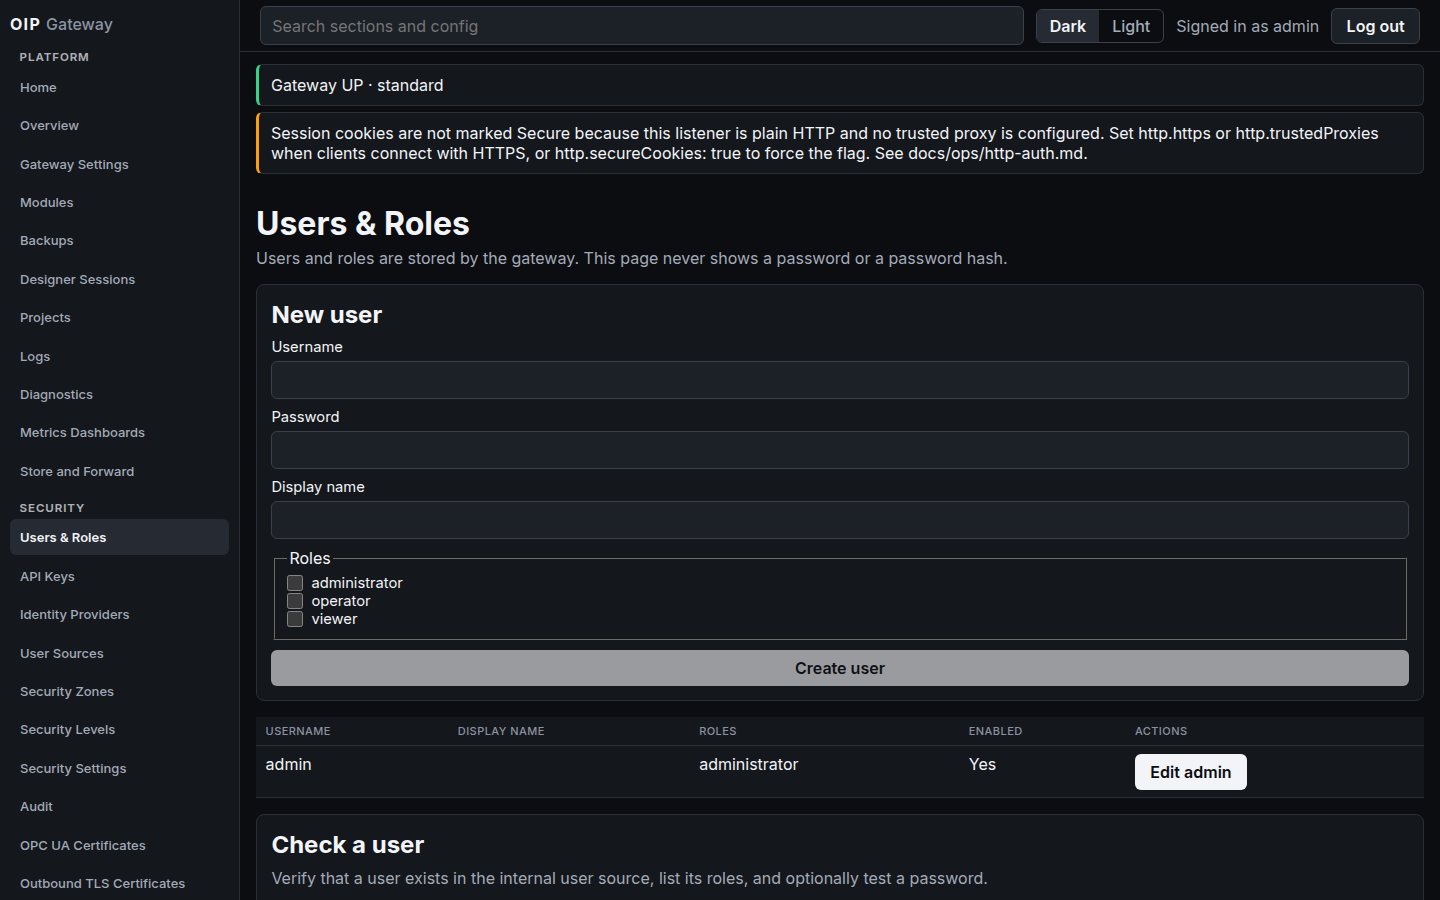 OIP Gateway
PLATFORM
Home
Overview
Gateway Settings
Modules
Backups
Designer Sessions
Projects
Logs
Diagnostics
Metrics Dashboards
Store and Forward
SECURITY
Users & Roles
API Keys
Identity Providers
User Sources
Security Zones
Security Levels
Security Settings
Audit
OPC UA Certificates
Outbound TLS Certificates
Search sections and config
Dark
Light
Signed in as admin
Log out
Gateway UP · standard
Session cookies are not marked Secure because this listener is plain HTTP and no trusted proxy is configured. Set http.https or http.trustedProxies
when clients connect with HTTPS, or http.secureCookies: true to force the flag. See docs/ops/http-auth.md.
Users & Roles
Users and roles are stored by the gateway. This page never shows a password or a password hash.
New user
Username
Password
Display name
Roles
administrator
operator
viewer
Create user
USERNAME DISPLAY NAME ROLES ENABLED ACTIONS
admin administrator Yes Edit admin
Check a user
Verify that a user exists in the internal user source, list its roles, and optionally test a password.